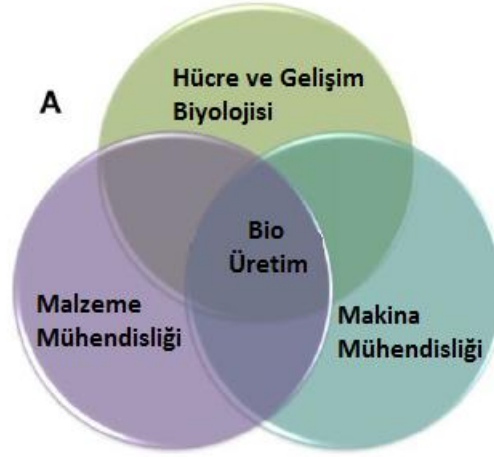 A
Hücre ve Gelişim
Biyolojisi
Bio
Üretim
Malzeme
Mühendisliği
Makina
Mühendisliği